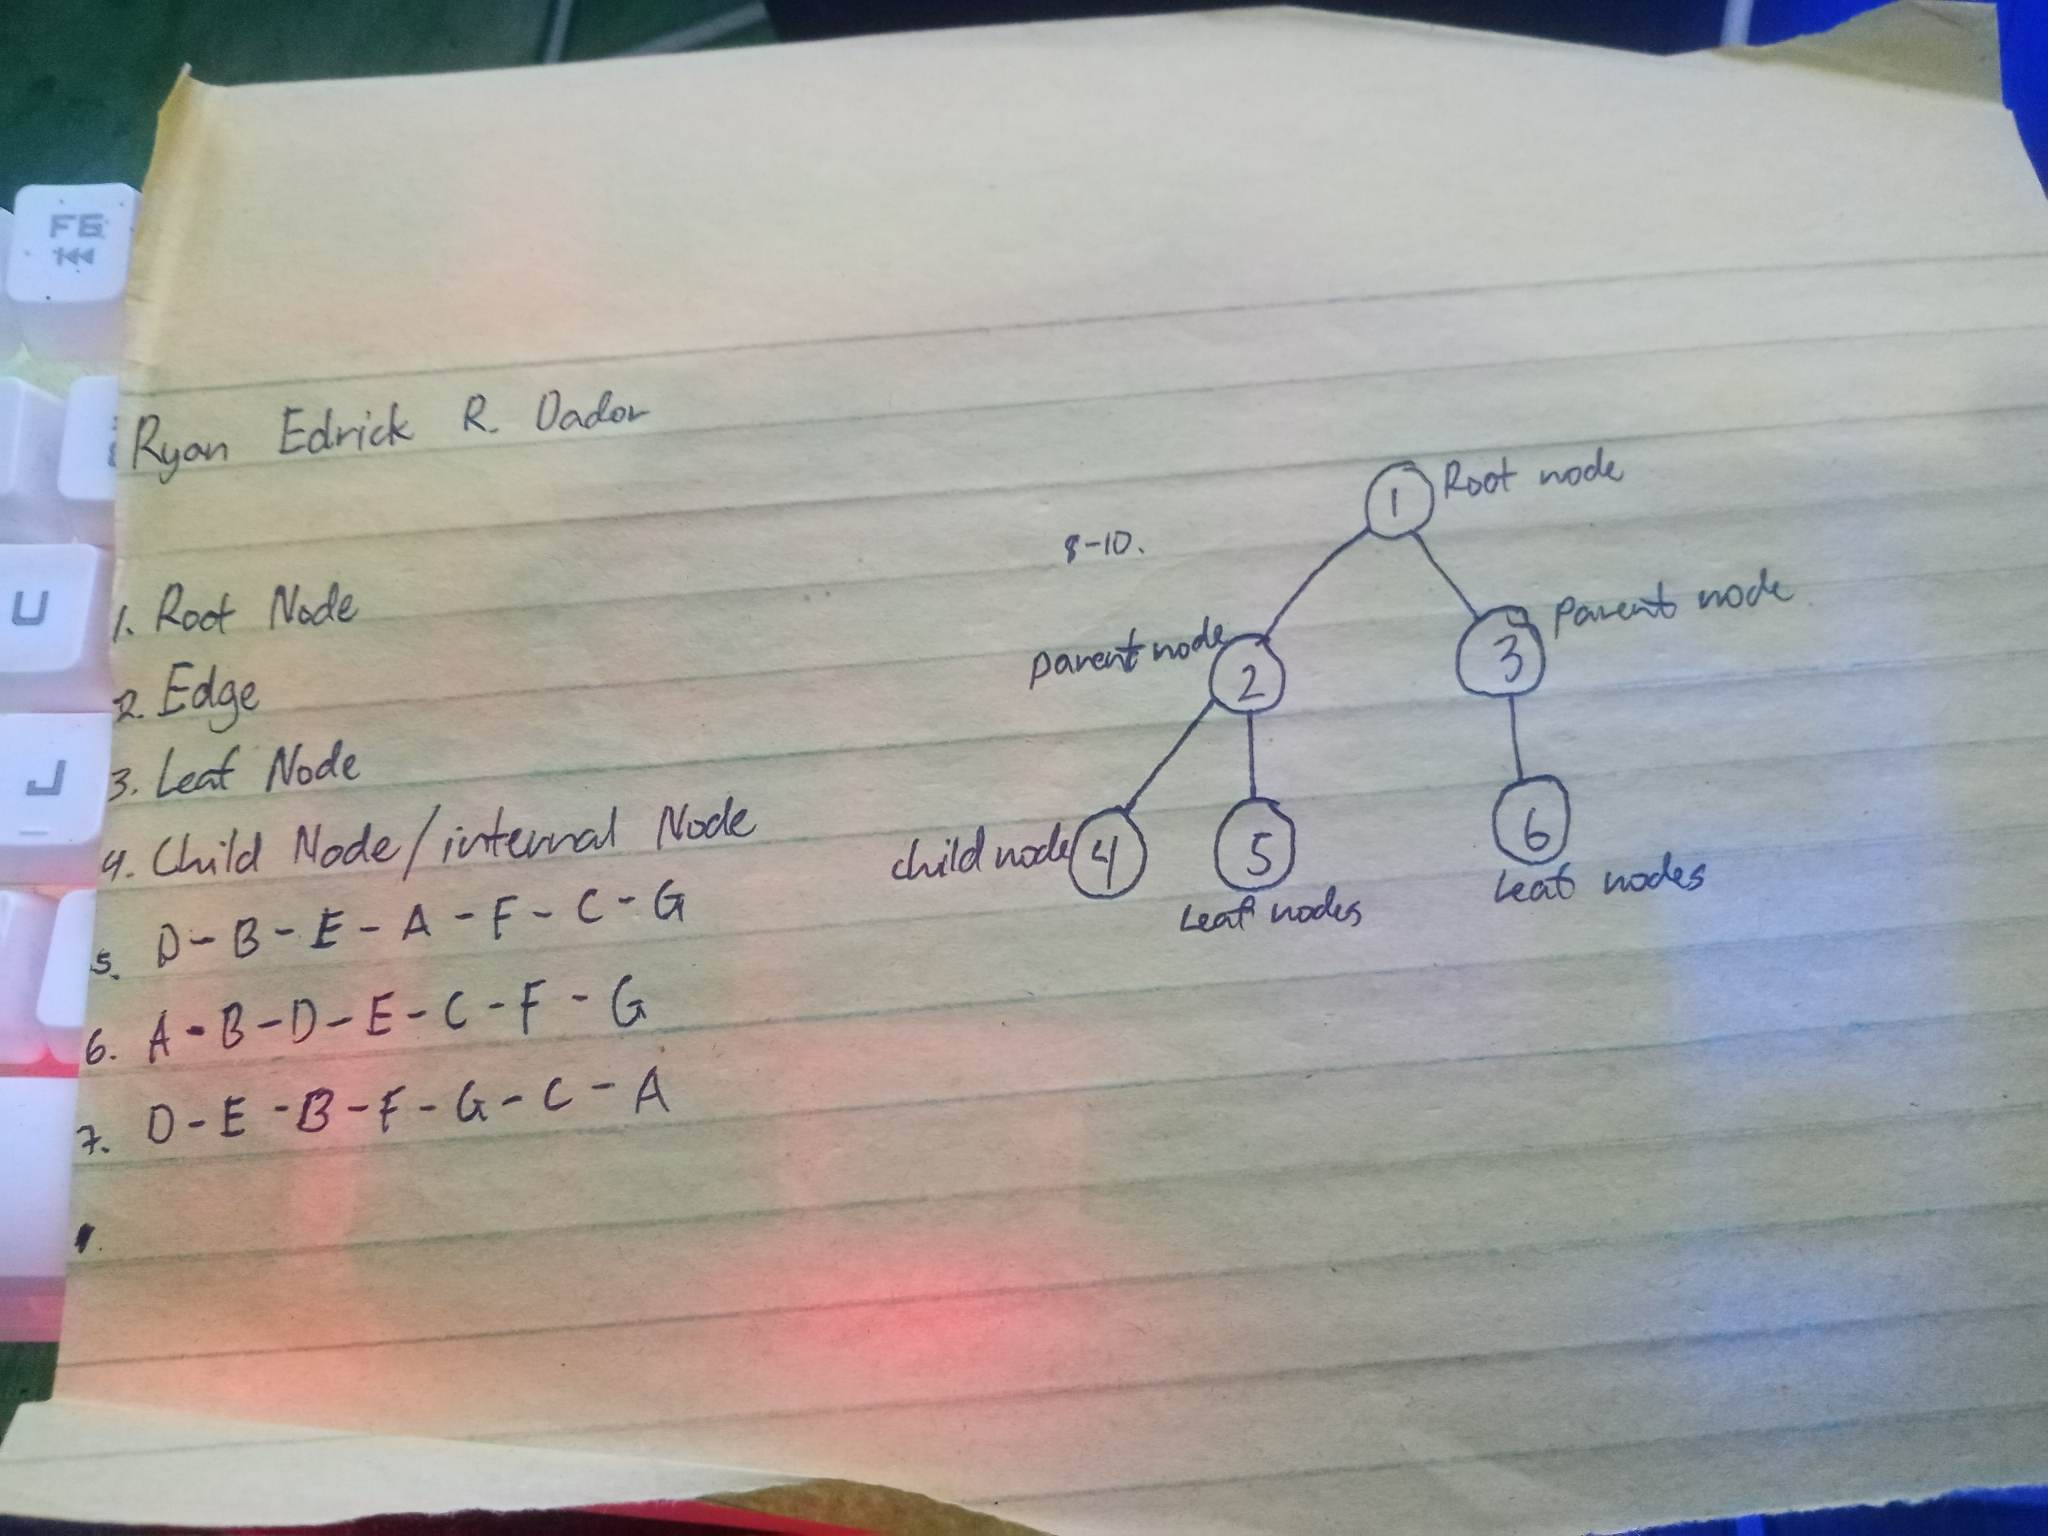 F6
U
J
Ryan Edrick R. Dador
1. Root Node
2. Edge
3. Leaf Node
4. Child Node/internal Node
5. D-B-E-A-F-C-G
6. A-B-D-E-C-F-G
7. D-E-B-F-G-C-A
8-10.
1 Root node
parent node 2
3 parent node
child node 4
5
6
Leaf nodes
Leaf nodes